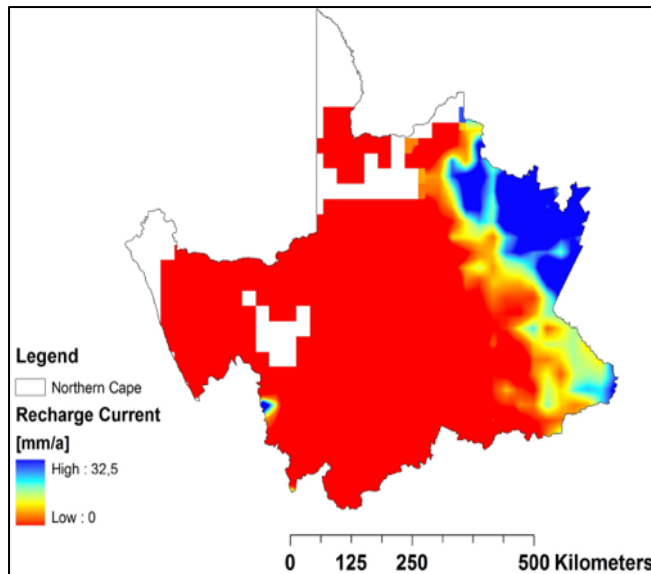 Legend
Northern Cape
Recharge Current
[mm/a]
High : 32,5
Low : 0
0 125 250 500 Kilometers